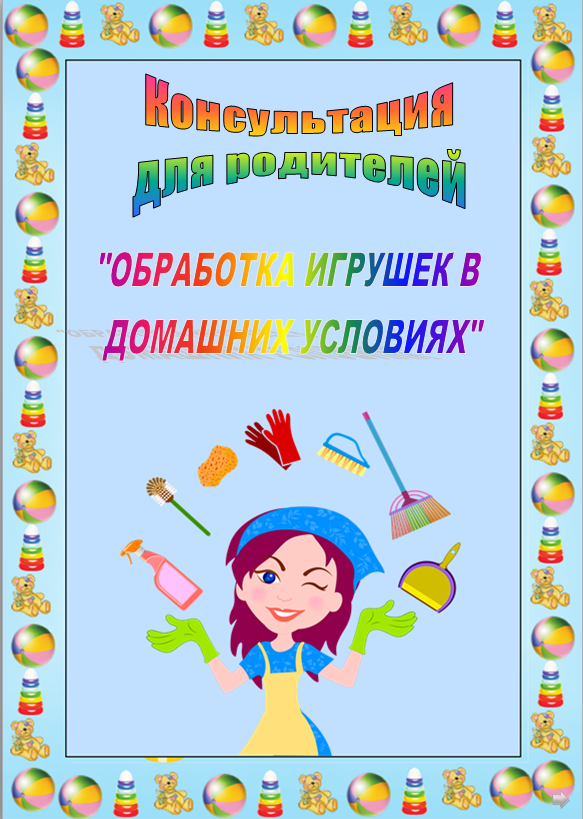 Консультация
для родителей
"ОБРАБОТКА ИГРУШЕК В
ДОМАШНИХ УСЛОВИЯХ"